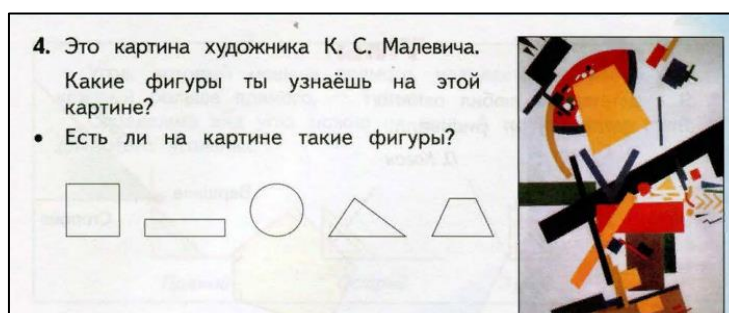 4. Это картина художника К. С. Малевича.
Какие фигуры ты узнаёшь на этой
картине?
• Есть ли на картине такие фигуры?